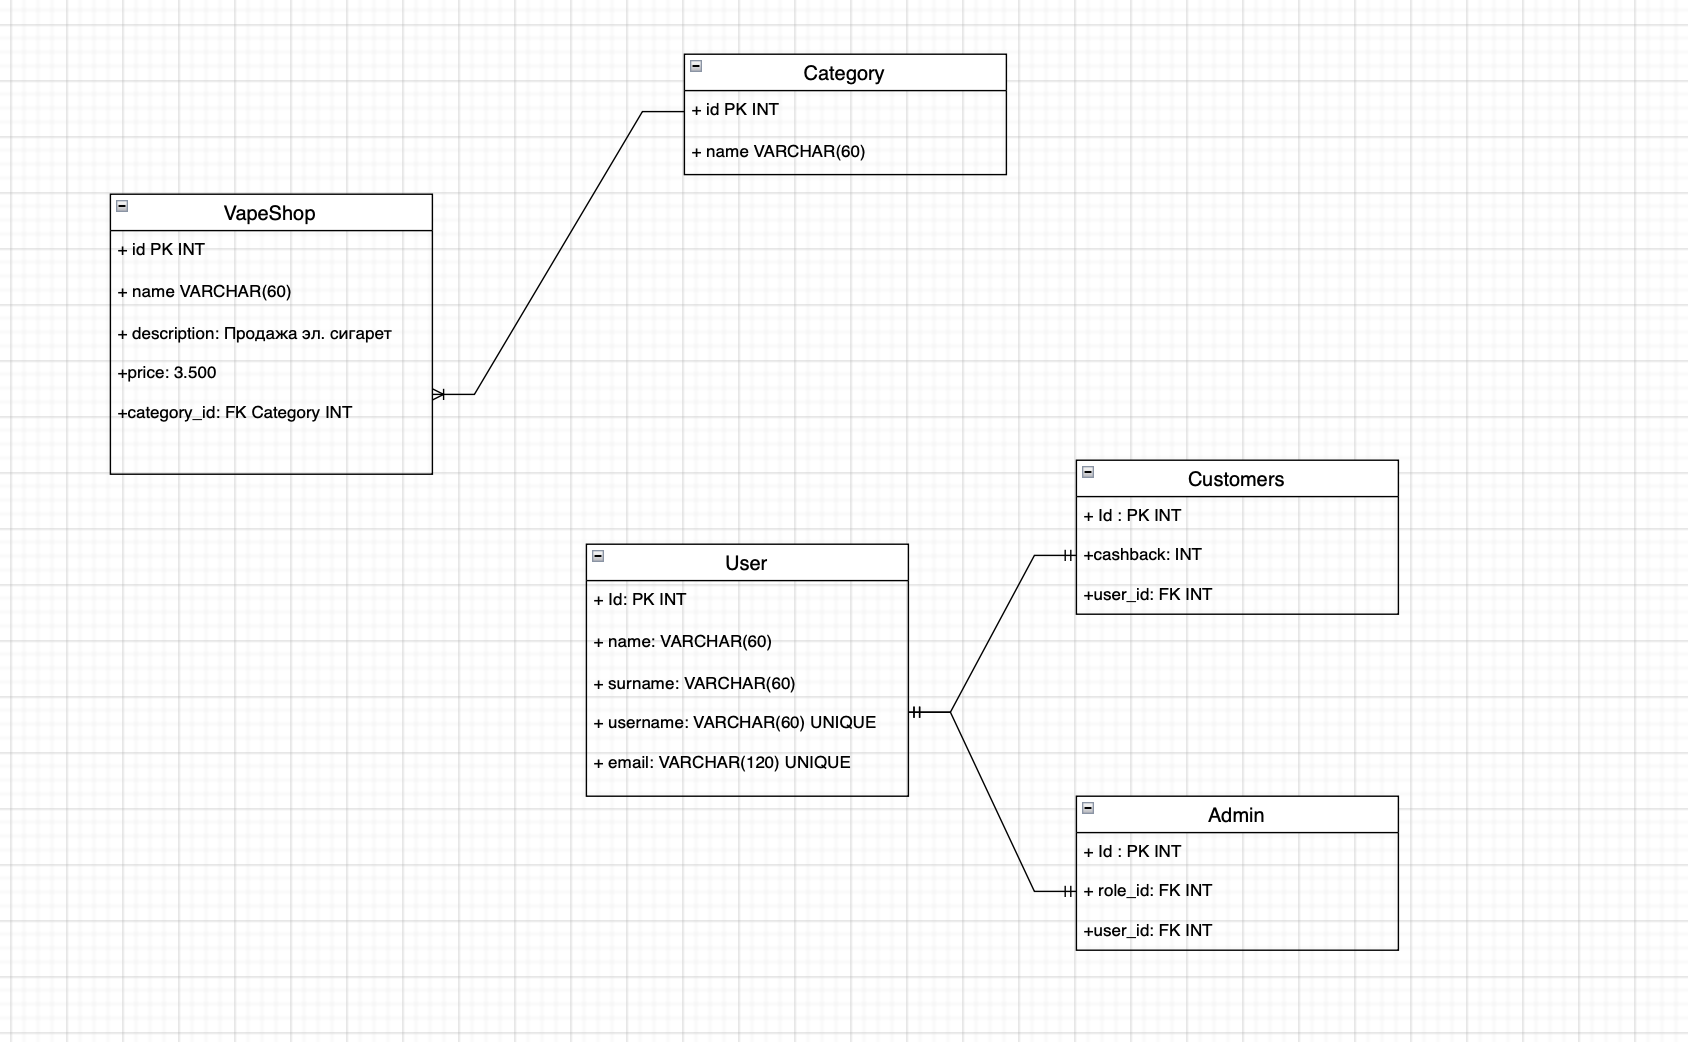 Category
+ id PK INT
+ name VARCHAR(60)
VapeShop
+ id PK INT
+ name VARCHAR(60)
+ description: Продажа эл. сигарет
+price: 3.500
+category_id: FK Category INT
User
+ Id: PK INT
+ name: VARCHAR(60)
+ surname: VARCHAR(60)
+ username: VARCHAR(60) UNIQUE
+ email: VARCHAR(120) UNIQUE
Customers
+ Id : PK INT
+cashback: INT
+user_id: FK INT
Admin
+ Id : PK INT
+ role_id: FK INT
+user_id: FK INT